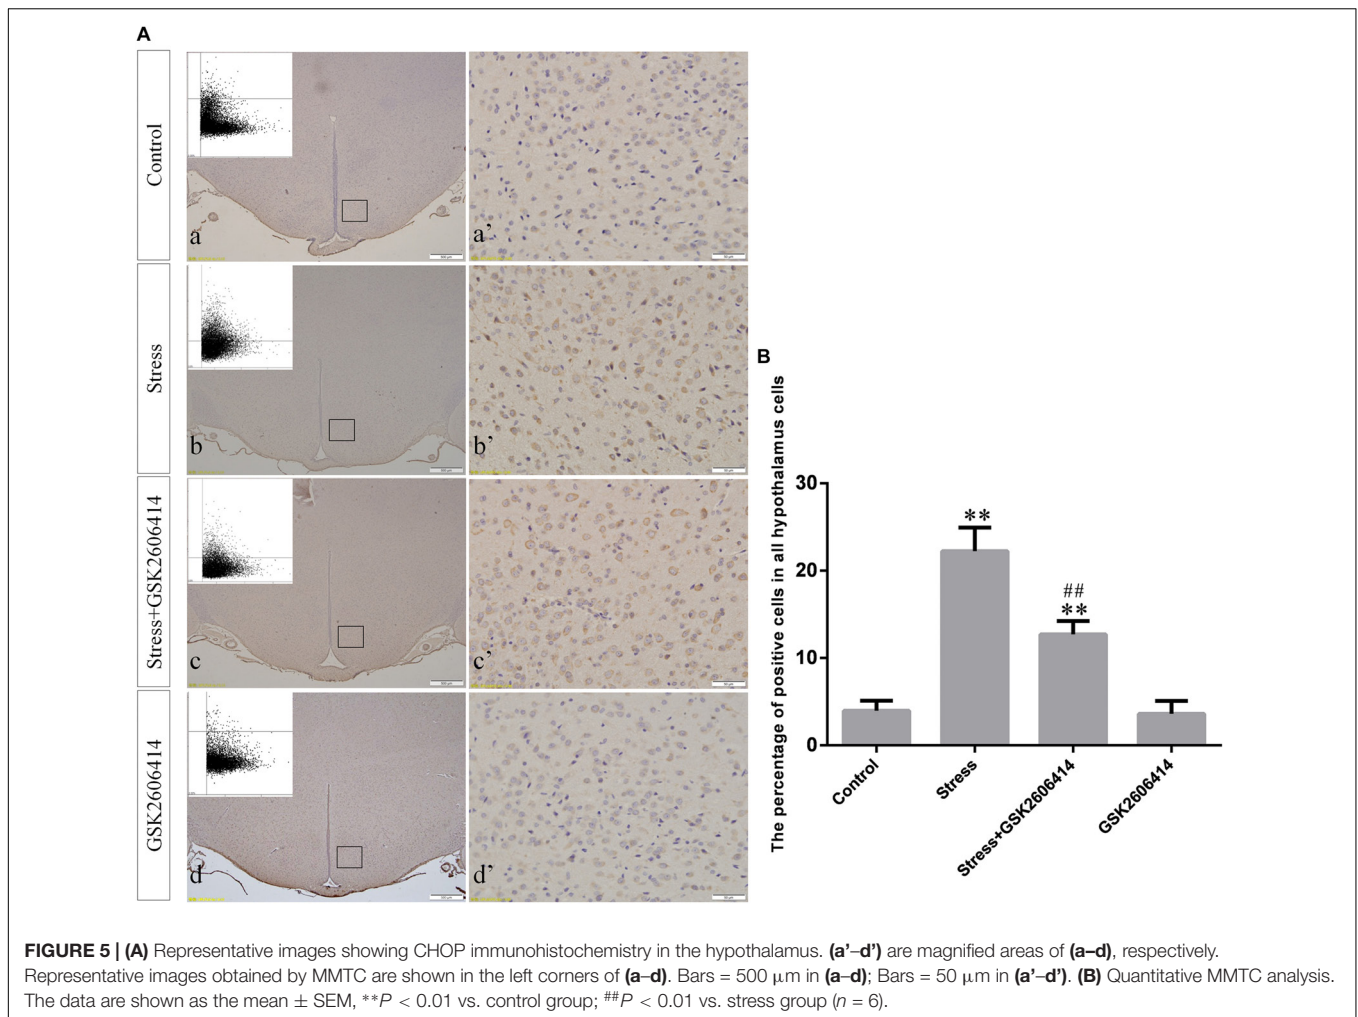 A
Control
a
a'
Stress
b
b'
Stress+GSK2606414
c
c'
GSK2606414
d
d'
B
The percentage of positive cells in all hypothalamus cells
30
20
10
0
**
##
**
Control
Stress
Stress+GSK2606414
GSK2606414
FIGURE 5 | (A) Representative images showing CHOP immunohistochemistry in the hypothalamus. (a'–d') are magnified areas of (a–d), respectively.
Representative images obtained by MMTC are shown in the left corners of (a–d). Bars = 500 μm in (a–d); Bars = 50 μm in (a'–d'). (B) Quantitative MMTC analysis.
The data are shown as the mean ± SEM, **P < 0.01 vs. control group; ##P < 0.01 vs. stress group (n = 6).